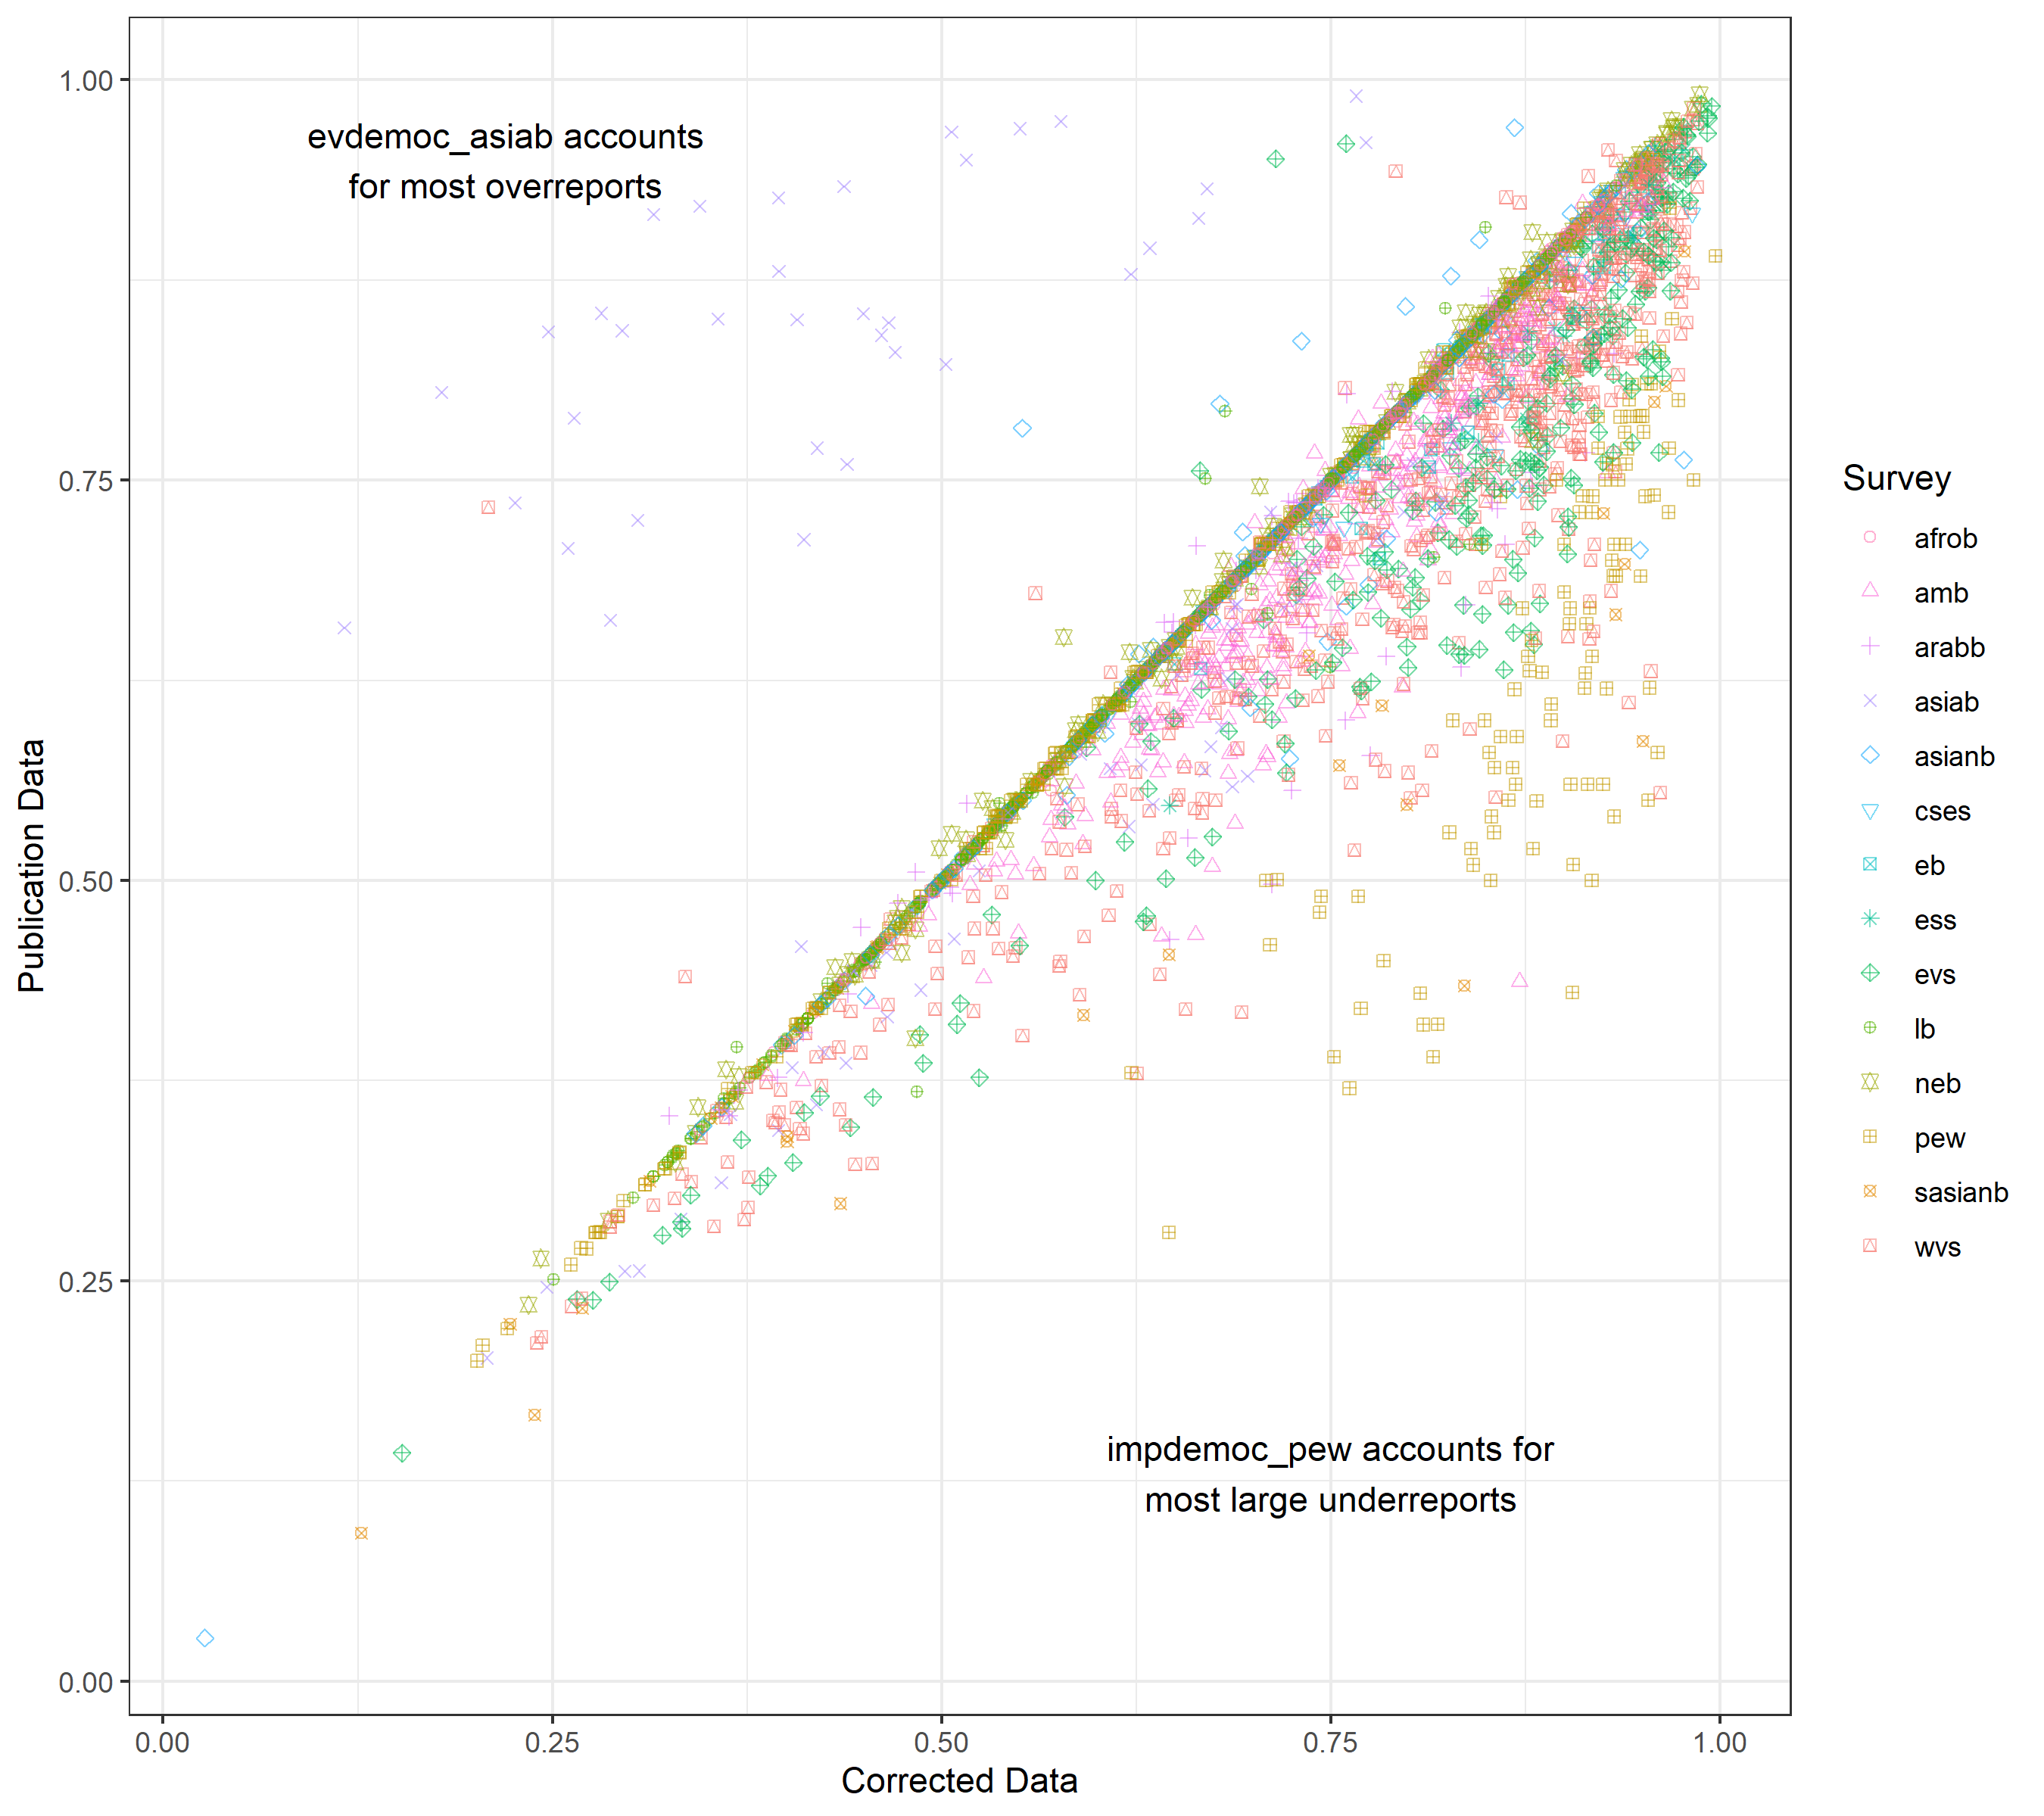 1.00
0.75
0.50
0.25
0.00
Publication Data
evdemoc_asiab accounts
for most overreports
impdemoc_pew accounts for
most large underreports
0.00 0.25 0.50 0.75 1.00
Corrected Data
Survey
afrob
amb
arabb
asiab
asianb
cses
eb
ess
evs
lb
neb
pew
sasianb
wvs